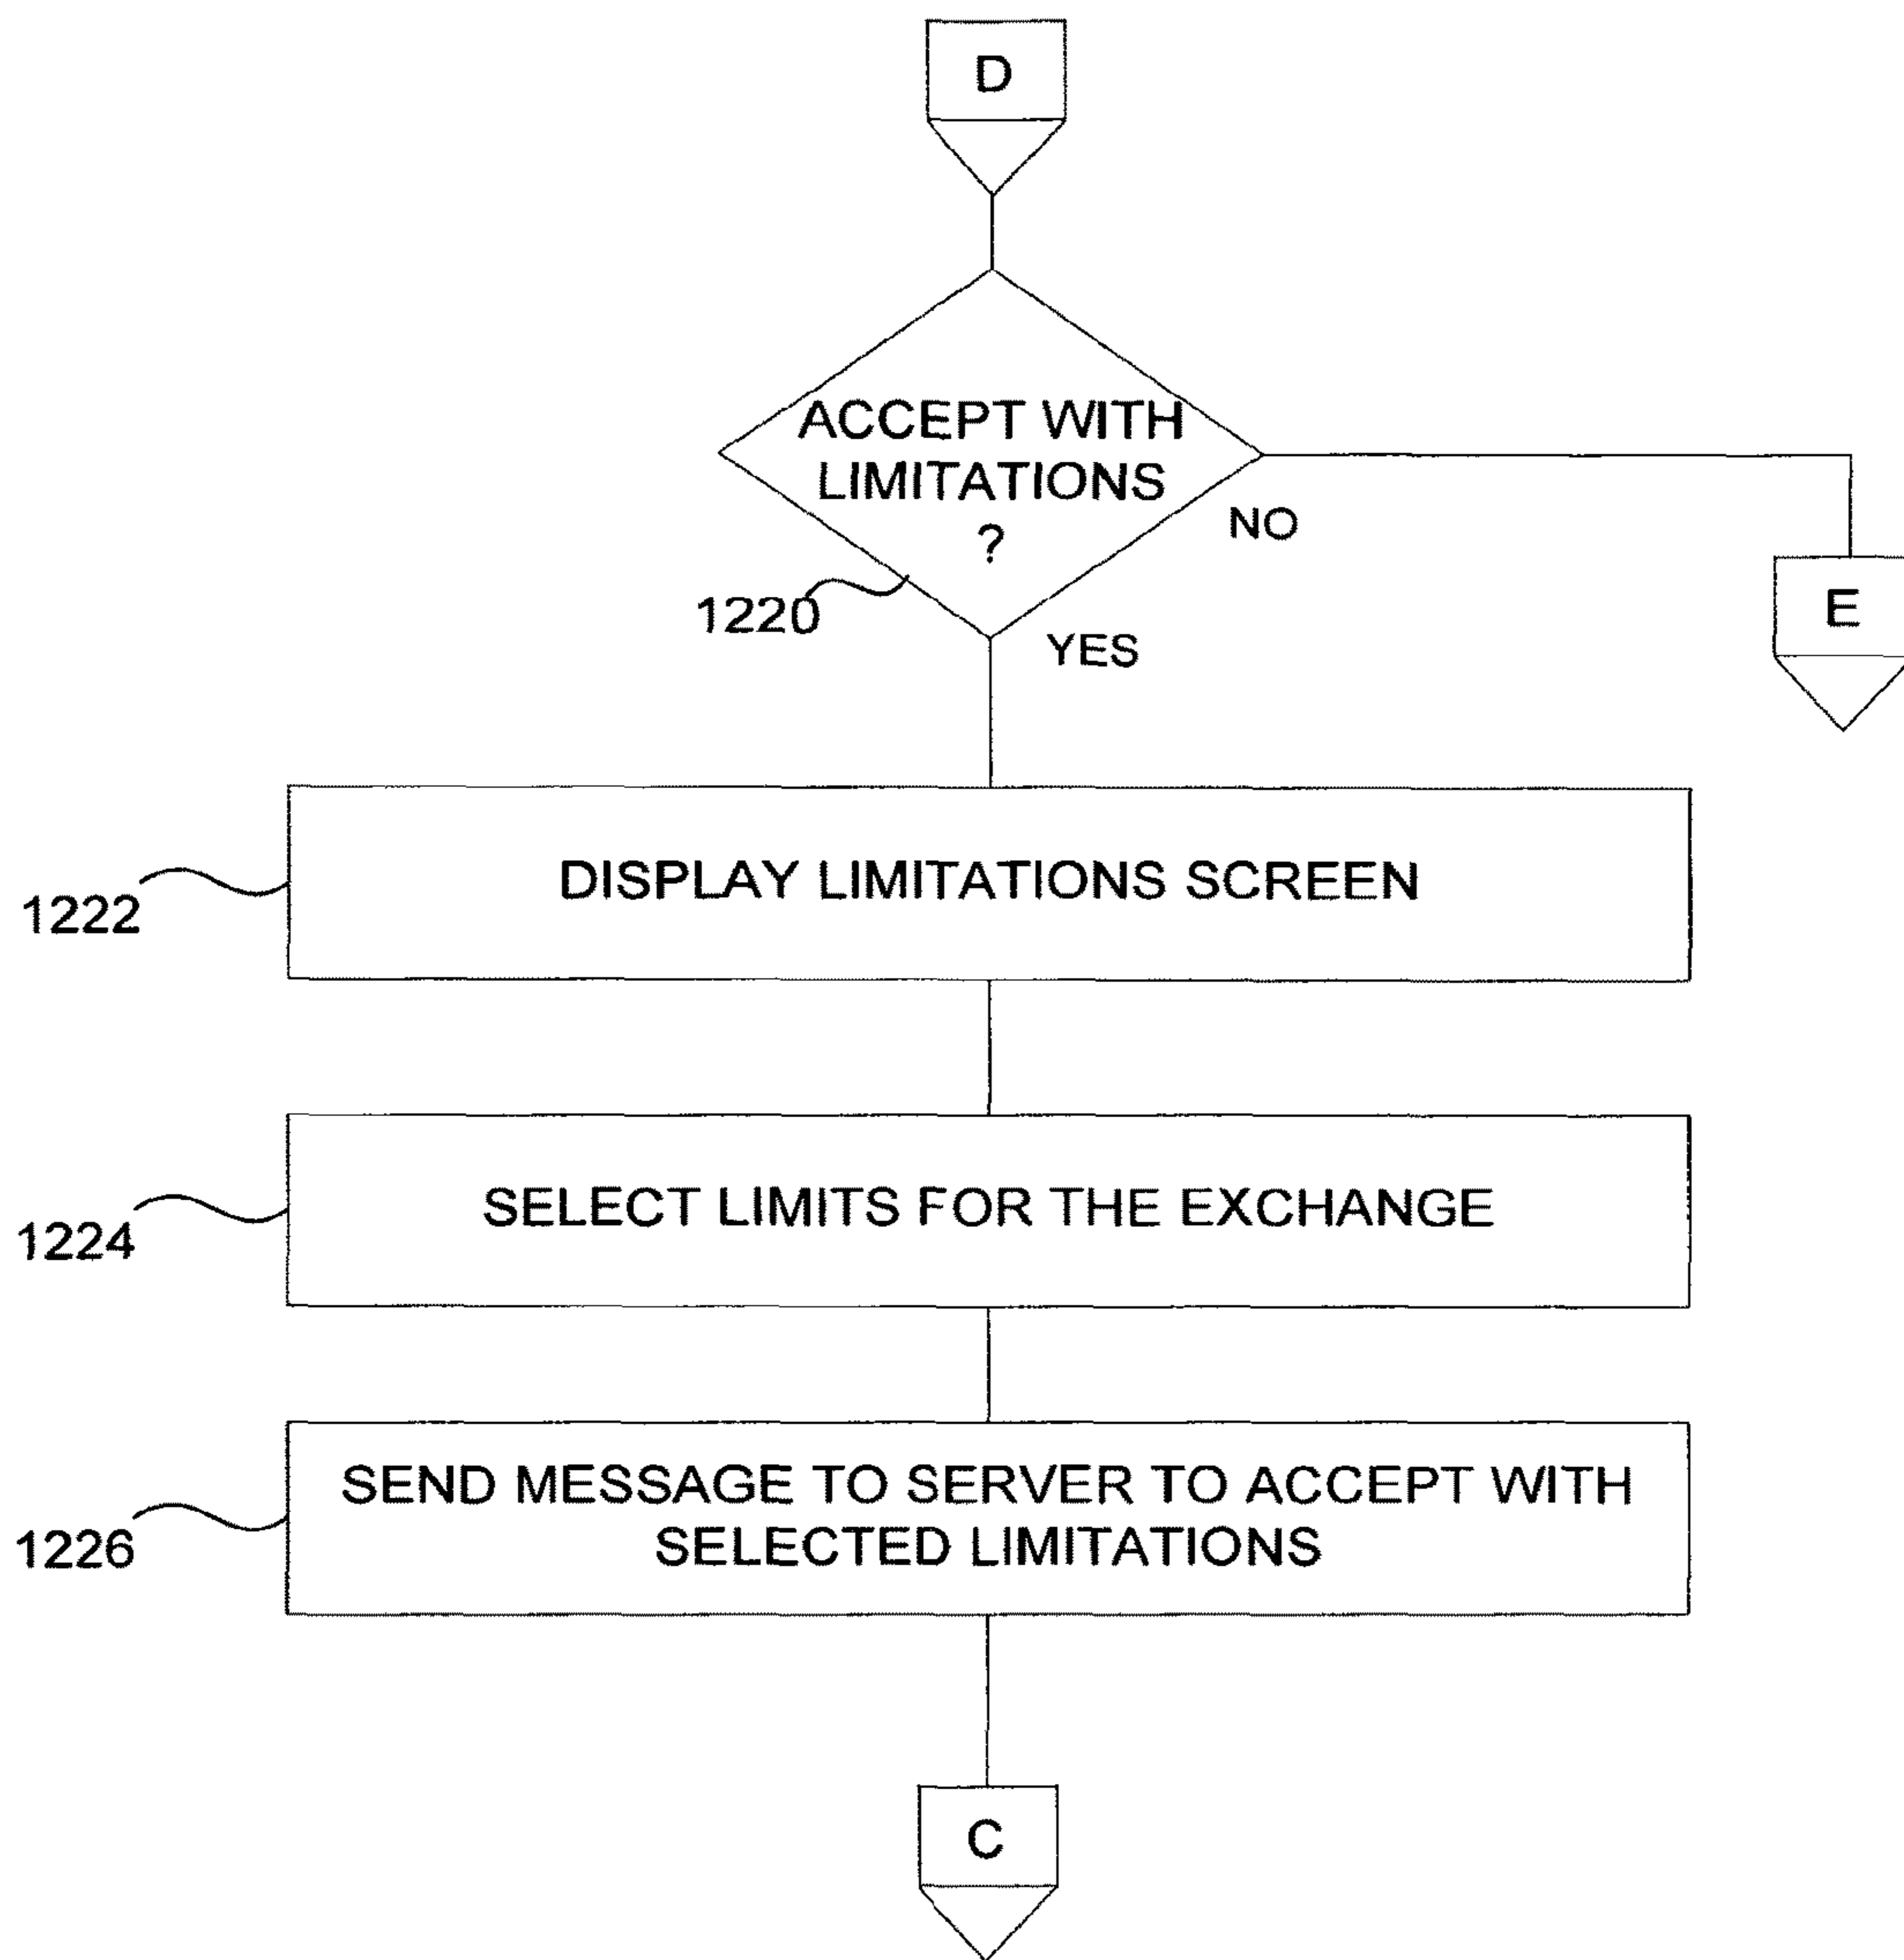 D
ACCEPT WITH
LIMITATIONS
?
NO
1220
YES
E
DISPLAY LIMITATIONS SCREEN
1222
SELECT LIMITS FOR THE EXCHANGE
1224
SEND MESSAGE TO SERVER TO ACCEPT WITH
SELECTED LIMITATIONS
1226
C